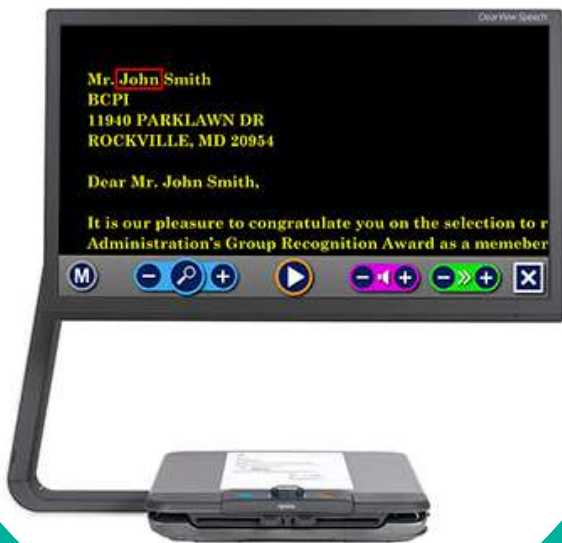 ClearView Speech
Mr. John Smith
BCPI
11940 PARKLAWN DR
ROCKVILLE, MD 20954
Dear Mr. John Smith,
It is our pleasure to congratulate you on the selection to r
Administration's Group Recognition Award as a memeber
M